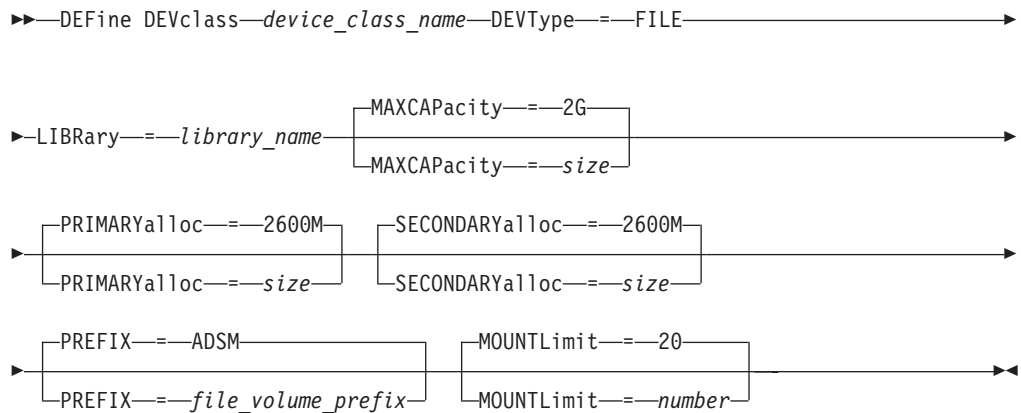 DEFine DEVclass device_class_name DEVType = FILE
MAXCAPacity = 2G
LIBRary = library_name
MAXCAPacity = size
PRIMARYalloc = 2600M SECONDARYalloc = 2600M
PRIMARYalloc = size SECONDARYalloc = size
PREFIX = ADSM MOUNTLimit = 20
PREFIX = file_volume_prefix MOUNTLimit = number